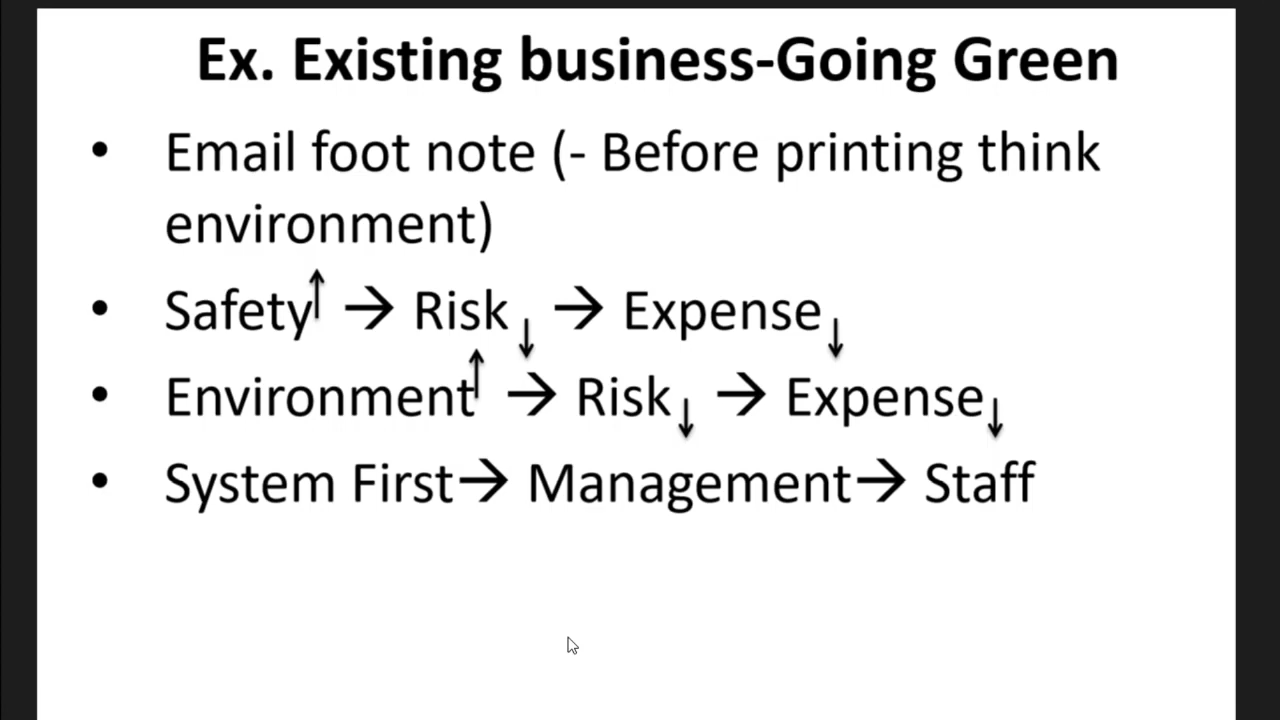 Ex. Existing business-Going Green
• Email foot note (- Before printing think
environment)
• Safety↑ → Risk↓ → Expense↓
• Environment↑ → Risk↓ → Expense↓
• System First→ Management→ Staff